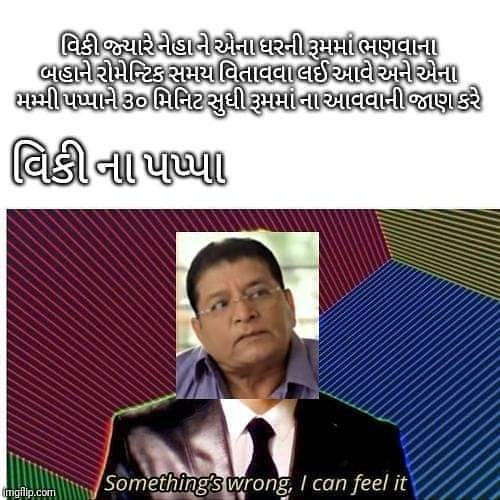 વિકી જ્યારે નેહા ને એના ઘરની રૂમમાં ભણવાના
બહાને રોમેન્ટિક સમય વિતાવવા લઈ આવે અને એના
મમ્મી પપ્પાને ૩૦ મિનિટ સુધી રૂમમાં ના આવવાની જાણ કરે
વિકી ના પપ્પા
Something's wrong, I can feel it
imgflip.com